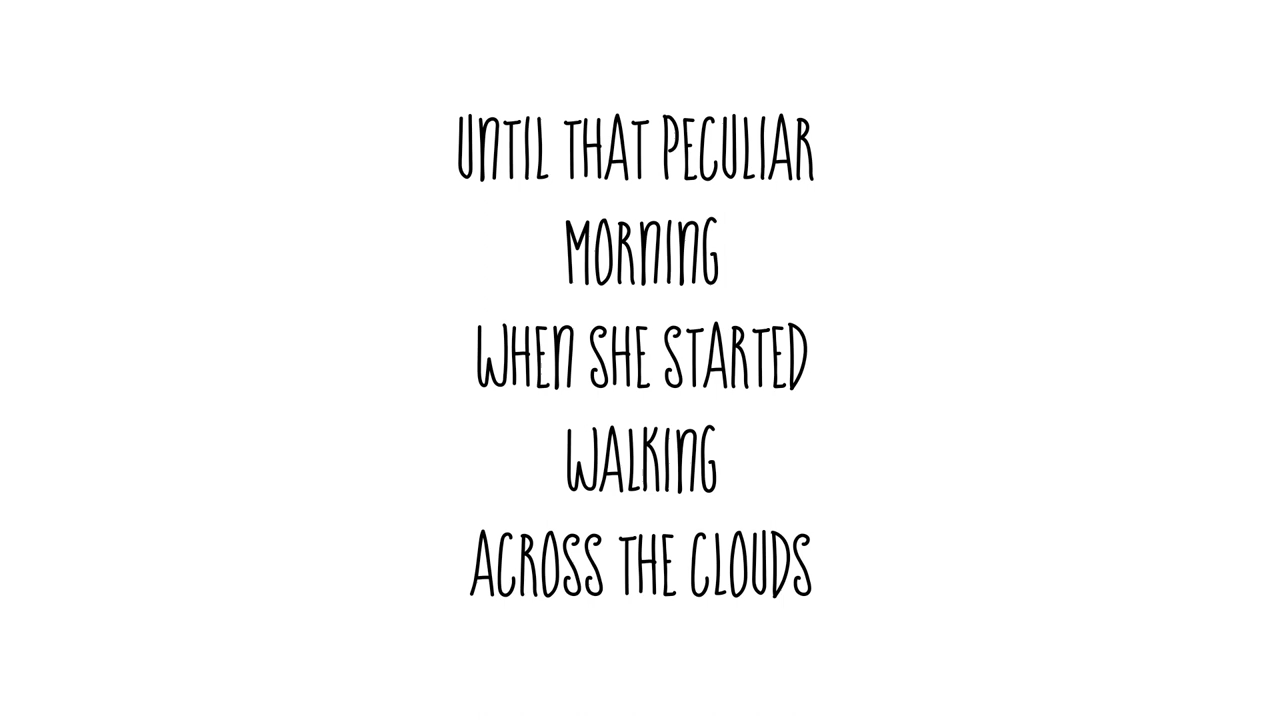 UNTIL THAT PECULIAR
MORNING
WHEN SHE STARTED
WALKING
ACROSS THE CLOUDS